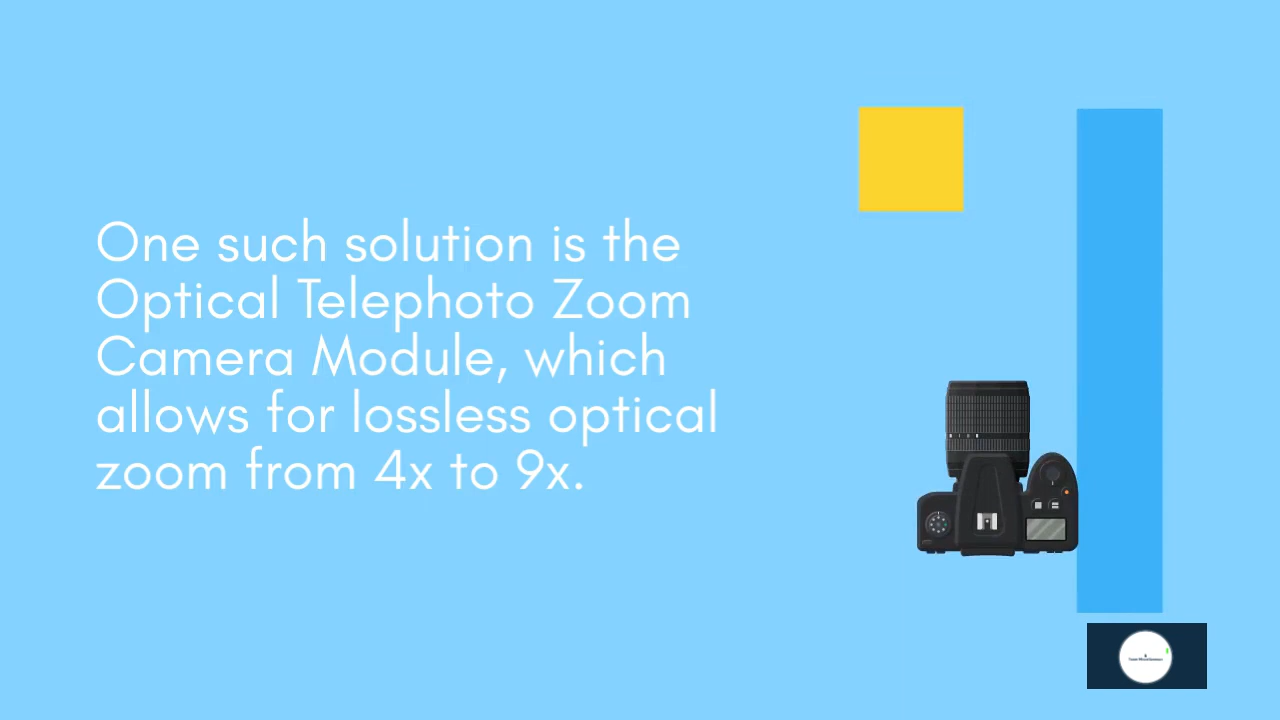 One such solution is the
Optical Telephoto Zoom
Camera Module, which
allows for lossless optical
zoom from 4x to 9x.